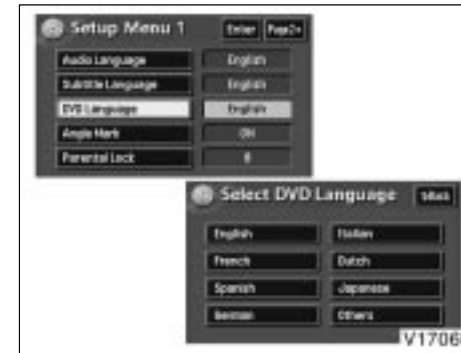 Setup Menu 1 Enter Page2>
Audio Language English
Subtitle Language English
DVD Language English
Angle Mark ON
Parental Lock 8
Select DVD Language
English Italian
French Dutch
Spanish Japanese
German Others
V1706